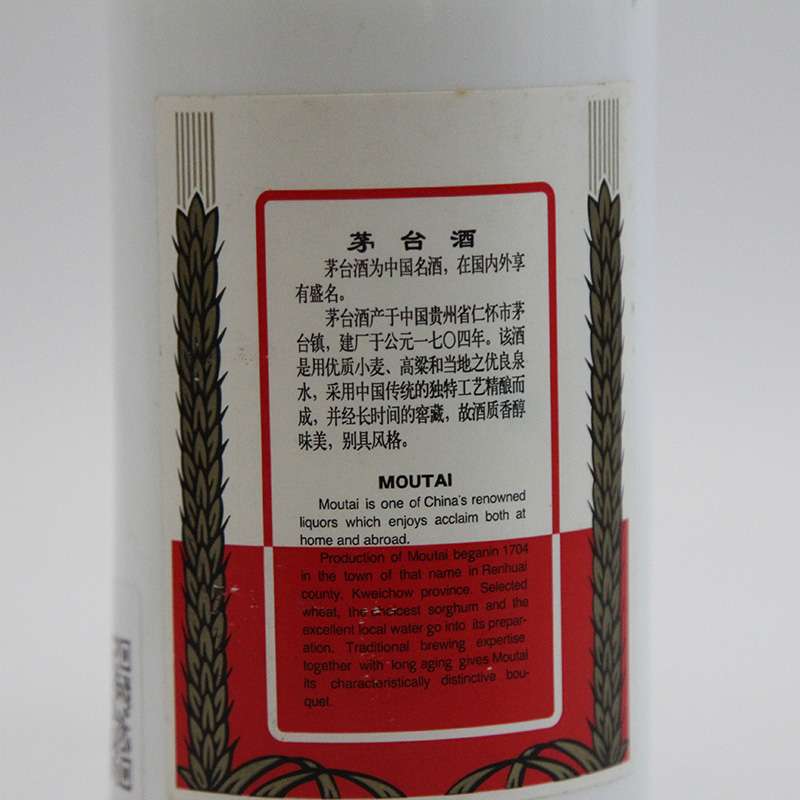 茅台酒
茅台酒为中国名酒，在国内外享
有盛名。
茅台酒产于中国贵州省仁怀市茅
台镇，建厂于公元一七〇四年。该酒
是用优质小麦、高粱和当地之优良泉
水，采用中国传统的独特工艺精酿而
成，并经长时间的窖藏，故酒质香醇
味美，别具风格。
MOUTAI
Moutai is one of China's renowned
liquors which enjoys acclaim both at
home and abroad.
Production of Moutai beganin 1704
in the town of that name in Renhuai
county, Kweichow province. Selected
wheat, the choicest sorghum and the
excellent local water go into its prepar-
ation. Traditional brewing expertise
together with long aging gives Moutai
its characteristically distinctive bou-
quet.